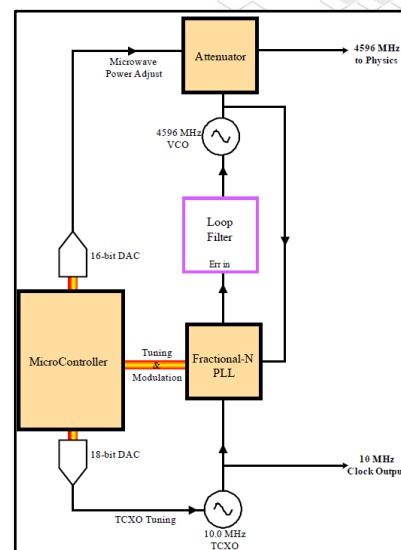 Attenuator
4596 MHz
to Physics
Microwave
Power Adjust
4596 MHz
VCO
Loop
Filter
Err in
16-bit DAC
MicroController
Tuning
&
Modulation
Fractional-N
PLL
18-bit DAC
10 MHz
Clock Output
TCXO Tuning
10.0 MHz
TCXO